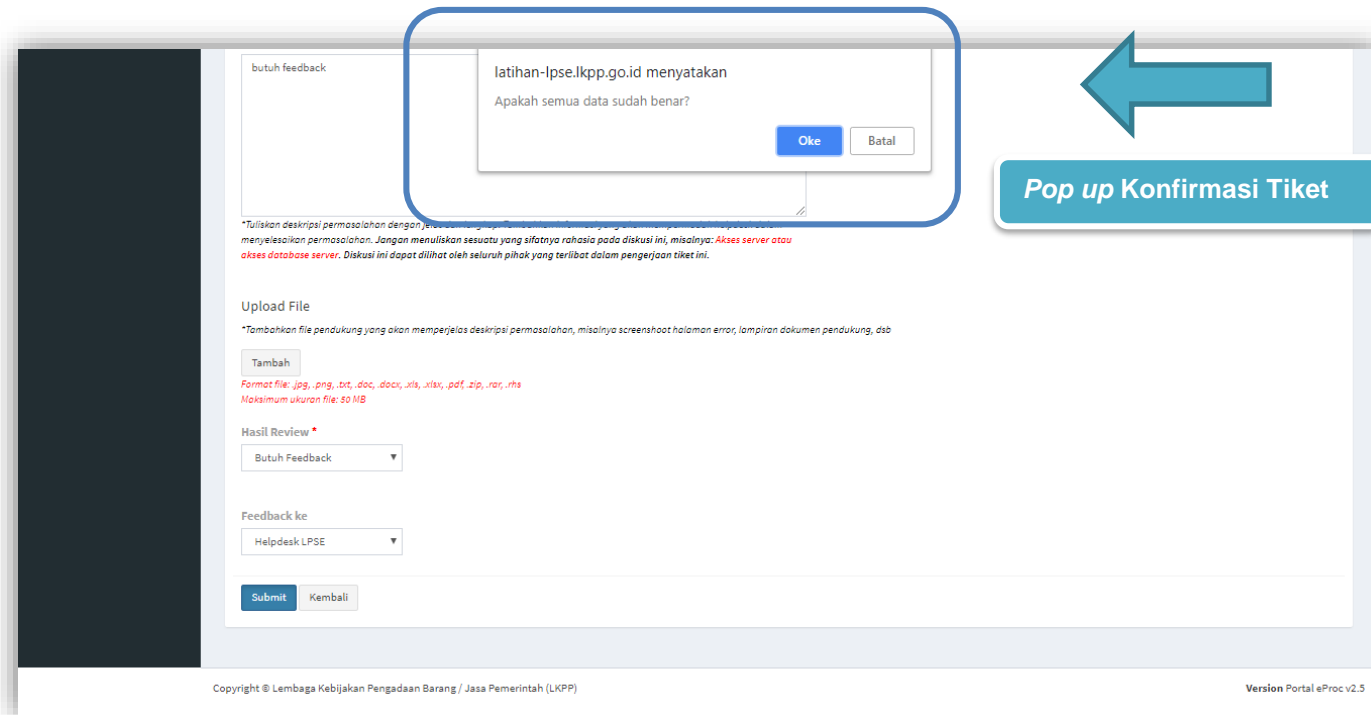 butuh feedback
latihan-lpse.lkpp.go.id menyatakan
Apakah semua data sudah benar?
Oke
Batal
Pop up Konfirmasi Tiket
*Tuliskan deskripsi permasalahan dengan
menyelesaikan permasalahan. Jangan menuliskan sesuatu yang sifatnya rahasia pada diskusi ini, misalnya: Akses server atau
akses database server. Diskusi ini dapat dilihat oleh seluruh pihak yang terlibat dalam pengerjaan tiket ini.
Upload File
*Tambahkan file pendukung yang akan memperjelas deskripsi permasalahan, misalnya screenshoot halaman error, lampiran dokumen pendukung, dsb
Tambah
Format file: .jpg, .png, .txt, .doc, .docx, .xls, .xlsx, .pdf, .zip, .rar, .rhs
Maksimum ukuran file: 50 MB
Hasil Review *
Butuh Feedback
Feedback ke
Helpdesk LPSE
Submit
Kembali
Copyright © Lembaga Kebijakan Pengadaan Barang / Jasa Pemerintah (LKPP)
Version Portal eProc v2.5